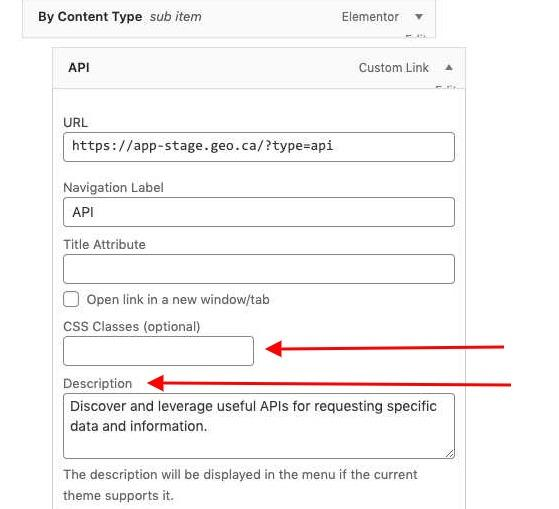 By Content Type sub item Elementor
API Custom Link
URL
https://app-stage.geo.ca/?type=api
Navigation Label
API
Title Attribute
Open link in a new window/tab
CSS Classes (optional)
Description
Discover and leverage useful APIs for requesting specific
data and information.
The description will be displayed in the menu if the current
theme supports it.